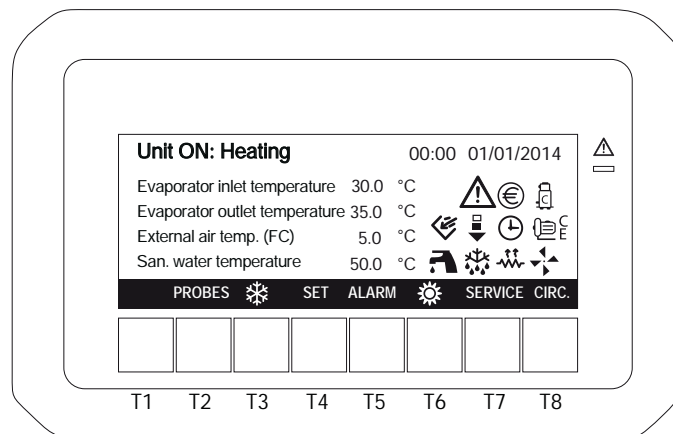 Unit ON: Heating 00:00 01/01/2014
Evaporator inlet temperature 30.0 °C
Evaporator outlet temperature 35.0 °C
External air temp. (FC) 5.0 °C
San. water temperature 50.0 °C
C
€
C
E
PROBES SET ALARM SERVICE CIRC.
T1 T2 T3 T4 T5 T6 T7 T8